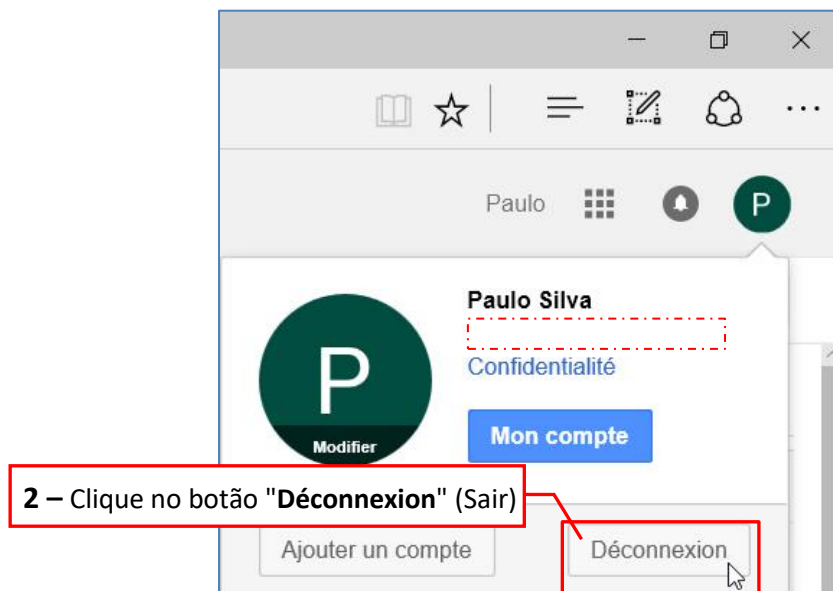 Paulo
P
Paulo Silva
P
Modifier
Confidentialité
Mon compte
2 – Clique no botão "Déconnexion" (Sair)
Ajouter un compte
Déconnexion